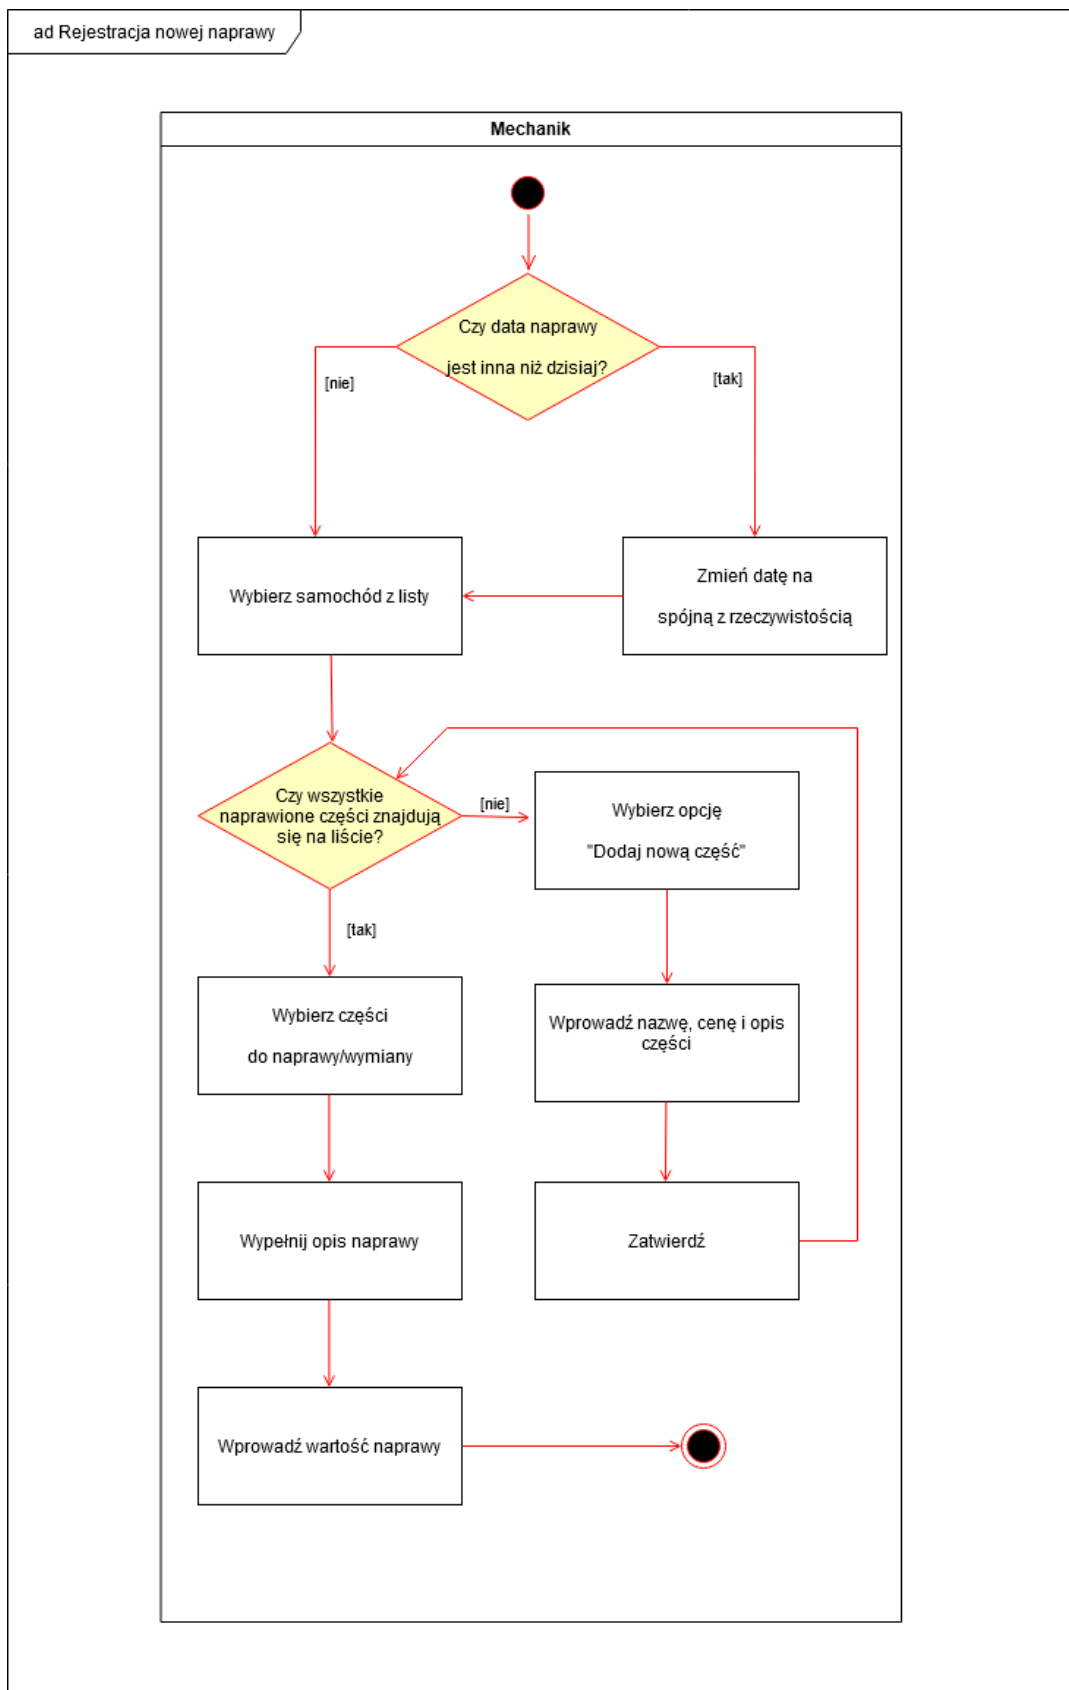 ad Rejestracja nowej naprawy
Mechanik
Czy data naprawy
jest inna niż dzisiaj?
[nie]
[tak]
Wybierz samochód z listy
Zmień datę na
spójną z rzeczywistością
Czy wszystkie
naprawione części znajdują
się na liście?
[nie]
Wybierz opcję
"Dodaj nową część"
[tak]
Wybierz części
do naprawy/wymiany
Wprowadź nazwę, cenę i opis
części
Wypełnij opis naprawy
Zatwierdź
Wprowadź wartość naprawy